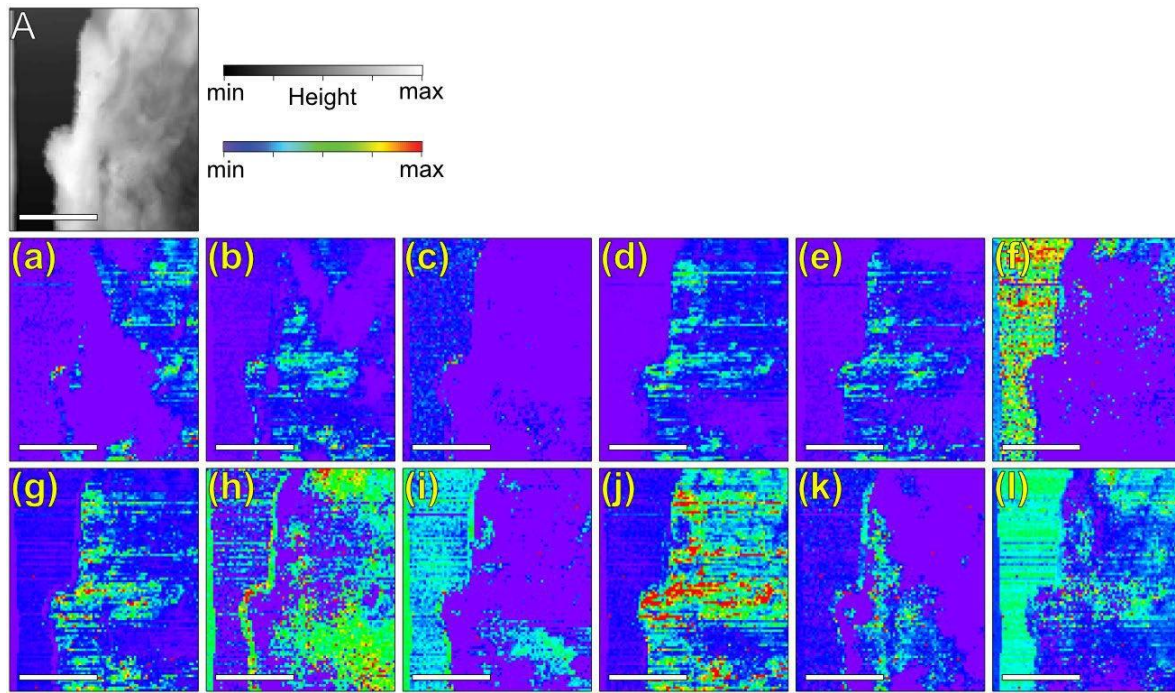 A
min max
Height
min max
(a) (b) (c) (d) (e) (f)
(g) (h) (i) (j) (k) (l)